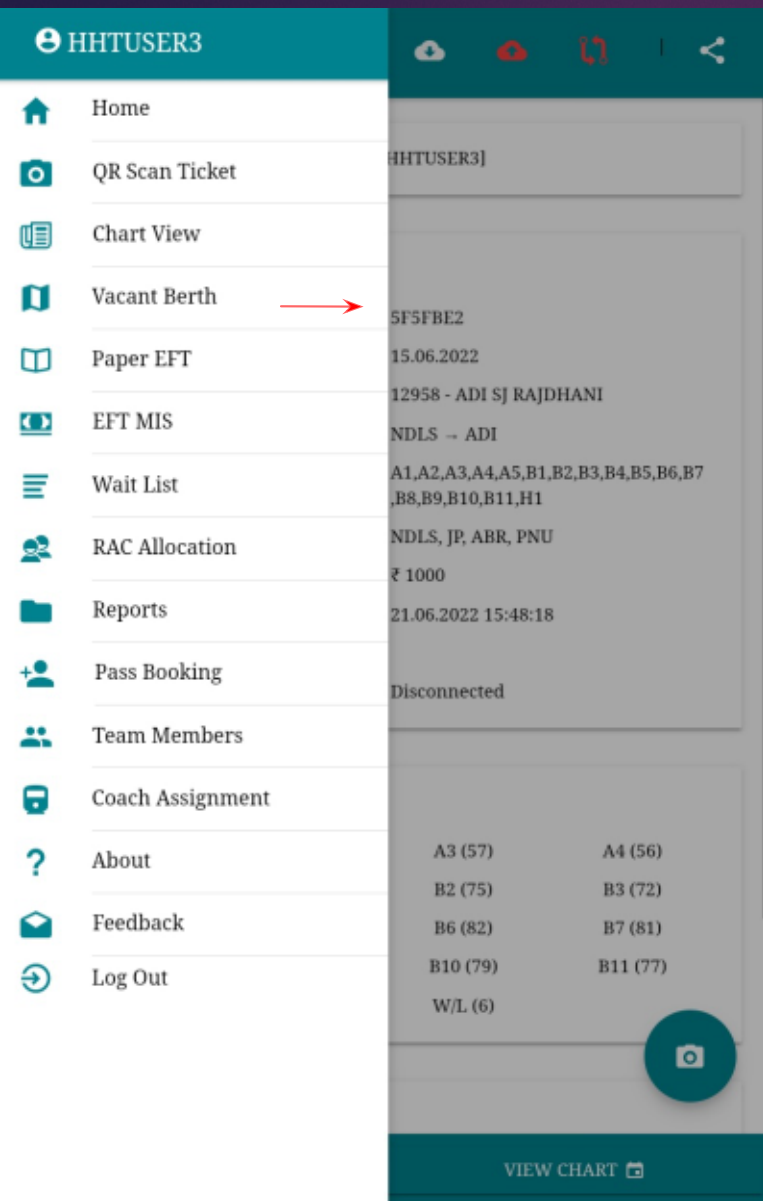 HHTUSER3
Home
QR Scan Ticket
Chart View
Vacant Berth
Paper EFT
EFT MIS
Wait List
RAC Allocation
Reports
Pass Booking
Team Members
Coach Assignment
About
Feedback
Log Out
HHTUSER3]
5F5FBE2
15.06.2022
12958 - ADI SJ RAJDHANI
NDLS → ADI
A1,A2,A3,A4,A5,B1,B2,B3,B4,B5,B6,B7
,B8,B9,B10,B11,H1
NDLS, JP, ABR, PNU
₹ 1000
21.06.2022 15:48:18
Disconnected
A3 (57) A4 (56)
B2 (75) B3 (72)
B6 (82) B7 (81)
B10 (79) B11 (77)
W/L (6)
VIEW CHART